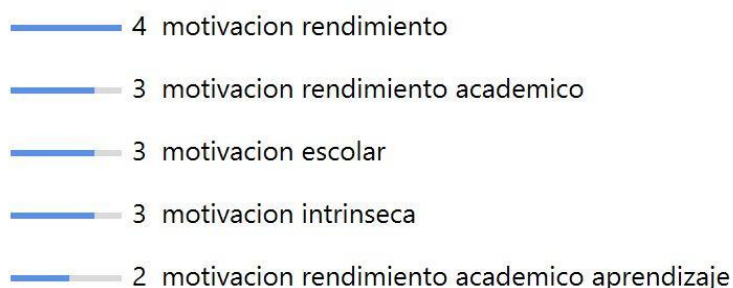 4 motivacion rendimiento
3 motivacion rendimiento academico
3 motivacion escolar
3 motivacion intrinseca
2 motivacion rendimiento academico aprendizaje